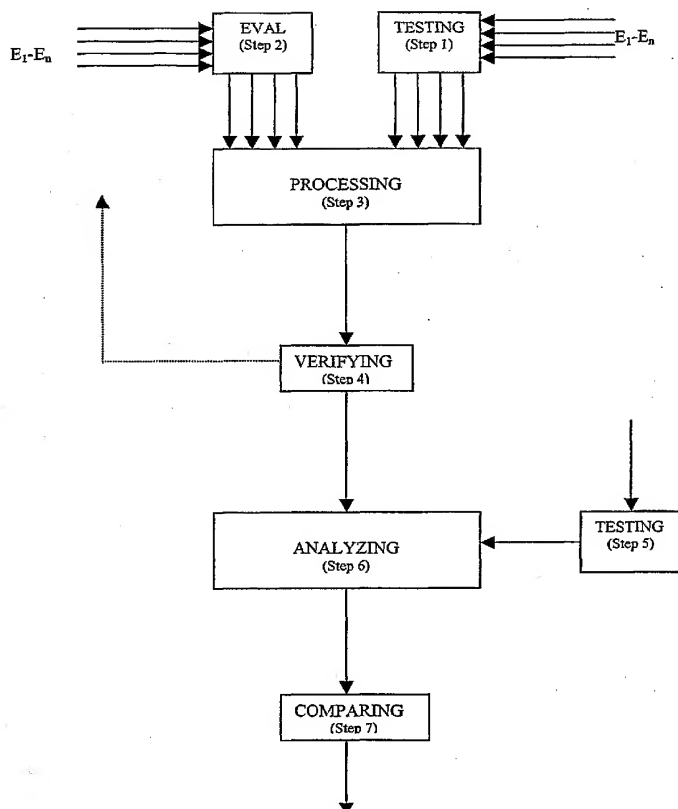 EVAL
(Step 2)
TESTING
(Step 1)
E₁-Eₙ
E₁-Eₙ
PROCESSING
(Step 3)
VERIFYING
(Step 4)
TESTING
(Step 5)
ANALYZING
(Step 6)
COMPARING
(Step 7)